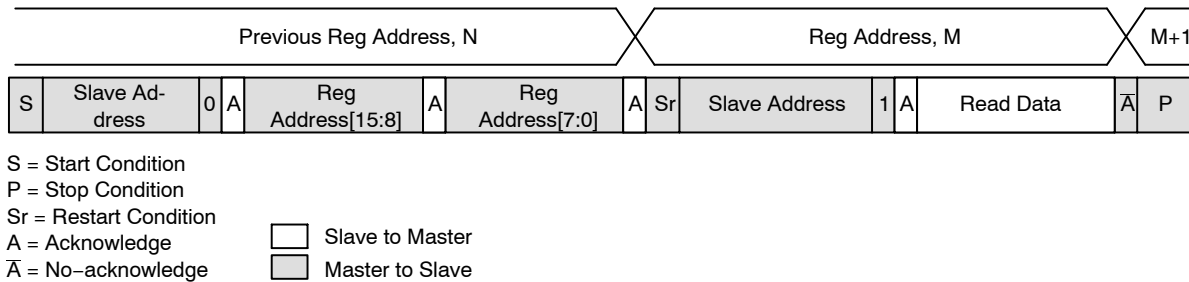 Previous Reg Address, N Reg Address, M M+1
S Slave Ad-
dress 0 A Reg
Address[15:8] A Reg
Address[7:0] A Sr Slave Address 1 A Read Data A̅ P
S = Start Condition
P = Stop Condition
Sr = Restart Condition
A = Acknowledge
A̅ = No−acknowledge
Slave to Master
Master to Slave